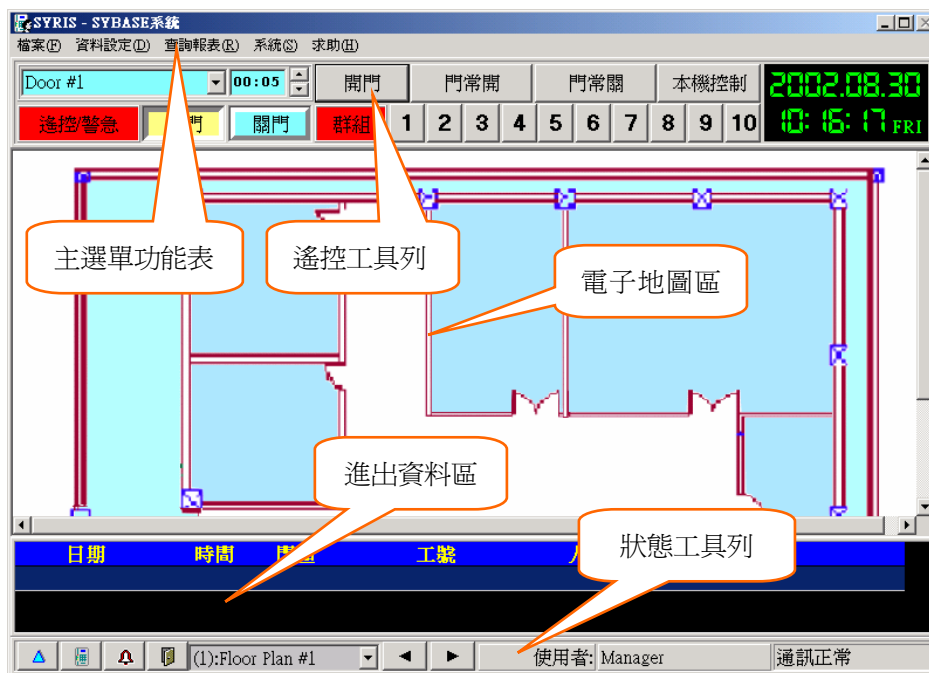 SYRIS - SYBASE系統
檔案(F) 資料設定(D) 查詢報表(R) 系統(S) 求助(H)
Door #1 00:05 開門 門常開 門常關 本機控制 2002.08.30
遙控/警急 門 關門 群組 1 2 3 4 5 6 7 8 9 10 10:16:17 FRI
主選單功能表 遙控工具列
電子地圖區
進出資料區
狀態工具列
日期 時間 工號
(1):Floor Plan #1 使用者: Manager 通訊正常